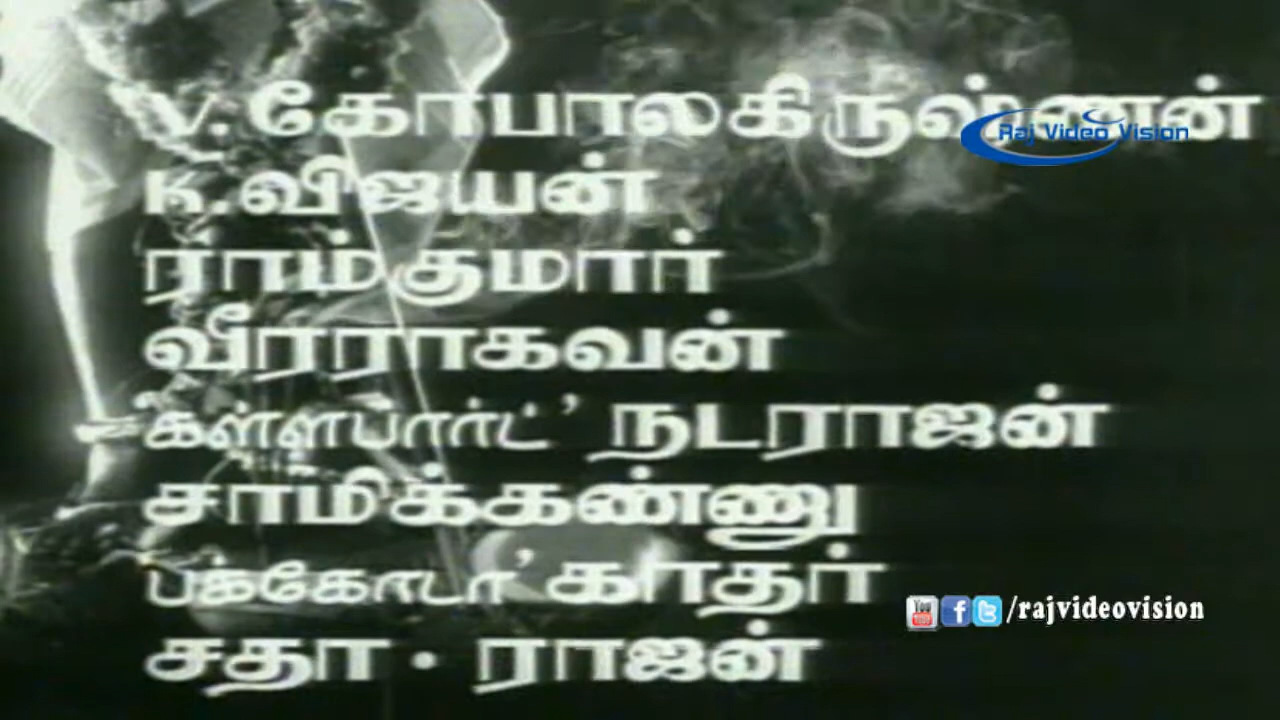 V. கோபாலகிருஷ்ணன்
Raj Video Vision
K. விஜயன்
ராம்குமார்
வீரராகவன்
'கள்ளபார்ட்' நடராஜன்
சாமிக்கண்ணு
பக்கோடா' காதர்
/rajvideovision
சதா . ராஜன்